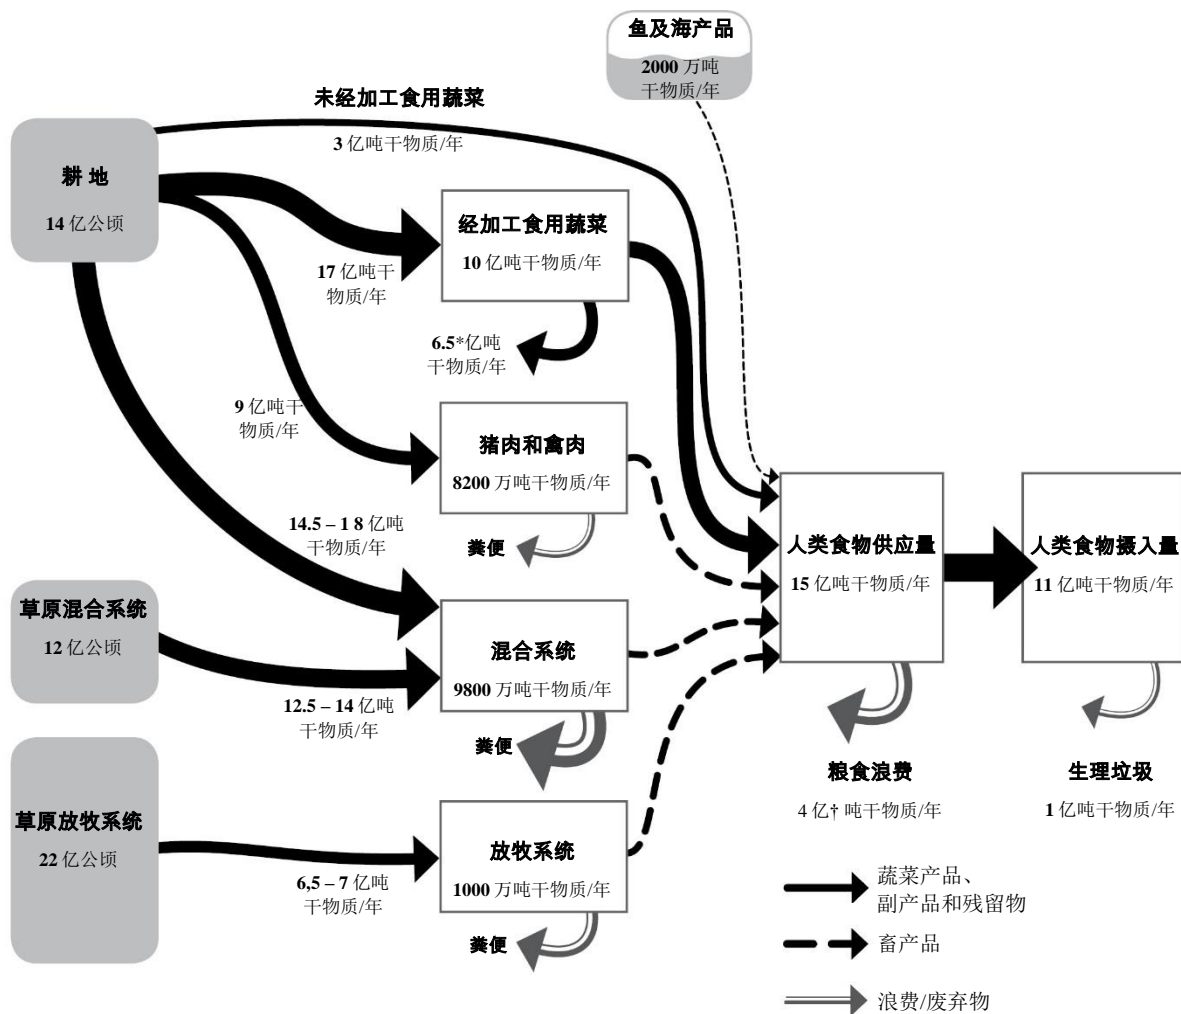 鱼及海产品
2000 万吨
干物质/年
未经加工食用蔬菜
3 亿吨干物质/年
耕 地
14 亿公顷
经加工食用蔬菜
10 亿吨干物质/年
17 亿吨干
物质/年
6.5*亿吨
干物质/年
9 亿吨干
物质/年
猪肉和禽肉
8200 万吨干物质/年
粪便
14.5 – 1 8 亿吨
干物质/年
人类食物供应量
15 亿吨干物质/年
人类食物摄入量
11 亿吨干物质/年
草原混合系统
12 亿公顷
混合系统
9800 万吨干物质/年
12.5 – 14 亿吨
干物质/年
粪便
粮食浪费
4 亿† 吨干物质/年
生理垃圾
1 亿吨干物质/年
草原放牧系统
22 亿公顷
放牧系统
1000 万吨干物质/年
6,5 – 7 亿吨
干物质/年
粪便
蔬菜产品、
副产品和残留物
畜产品
浪费/废弃物